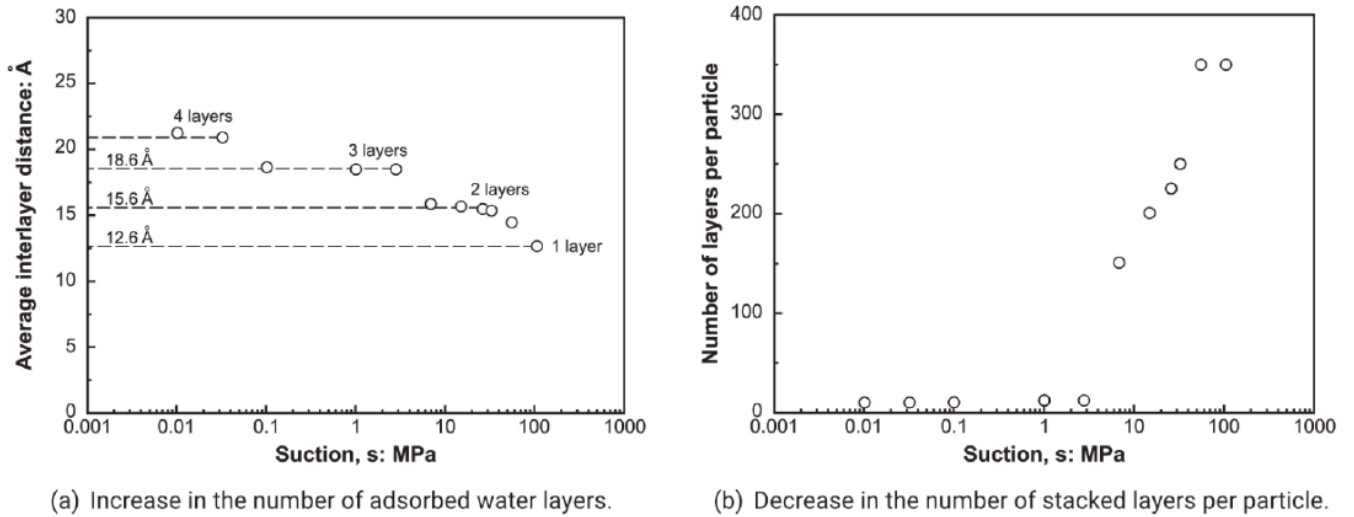 30
25
20
15
10
5
0
Average interlayer distance: Å
4 layers
3 layers
18.6 Å
2 layers
15.6 Å
12.6 Å
1 layer
0.001 0.01 0.1 1 10 100 1000
Suction, s: MPa
(a) Increase in the number of adsorbed water layers.
400
300
200
100
0
Number of layers per particle
0.001 0.01 0.1 1 10 100 1000
Suction, s: MPa
(b) Decrease in the number of stacked layers per particle.